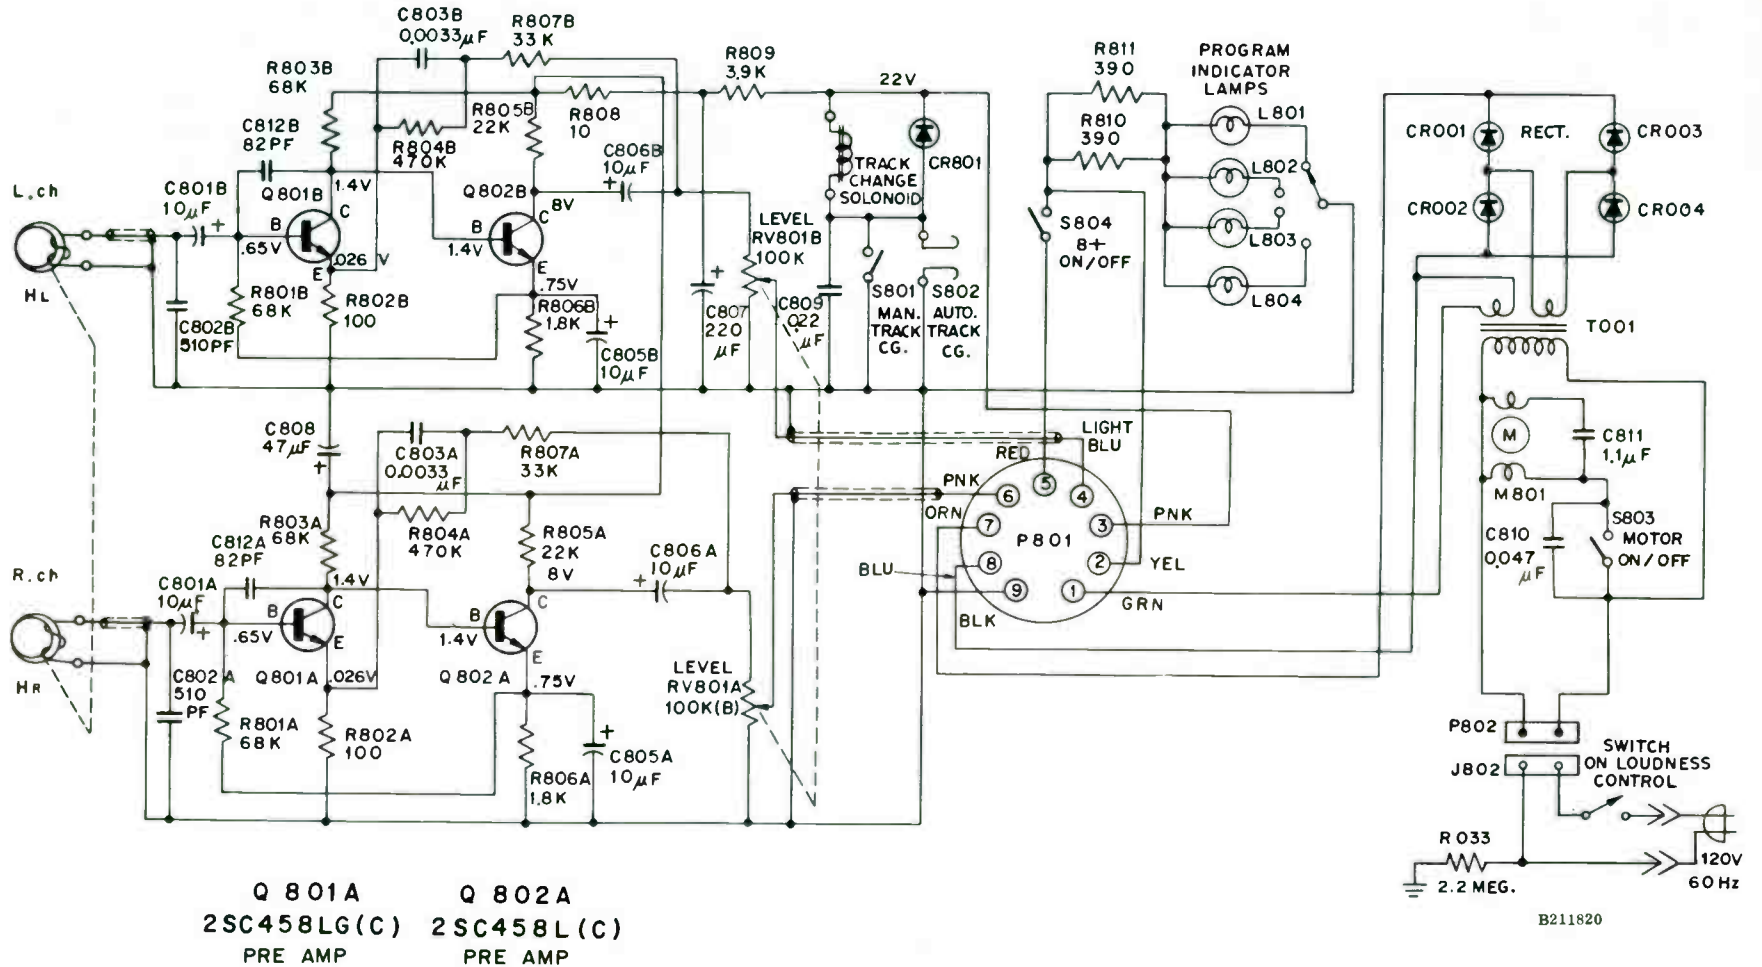 C803B
0.0033µF
R807B
33K
R803B
68K
R805B
22K
R808
10
R809
3.9K
22V
R811
390
R810
390
PROGRAM
INDICATOR
LAMPS
L801
L802
L803
L804
CR001
RECT.
CR003
CR002
CR004
C812B
82PF
R804B
470K
C806B
10µF
TRACK
CHANGE
SOLONOID
CR801
C801B
10µF
Q801B
1.4V
C
B
.65V
.026V
E
Q802B
8V
C
B
1.4V
E
.75V
L.ch
HL
LEVEL
RV801B
100K
S804
8+
ON/OFF
R801B
68K
R802B
100
C802B
510PF
R806B
1.8K
C805B
10µF
C807
220
µF
C809
.022
µF
S801
MAN.
TRACK
CG.
S802
AUTO.
TRACK
CG.
T001
C808
47µF
C803A
0.0033
µF
R807A
33K
LIGHT
BLU
RED
PNK
ORN
5
6
4
7
3
8
2
9
1
P801
PNK
YEL
GRN
BLU
BLK
M
M801
C811
1.1µF
C810
0.047
µF
S803
MOTOR
ON/OFF
R803A
68K
C812A
82PF
R804A
470K
R805A
22K
8V
C806A
10µF
R.ch
HR
C801A
10µF
1.4V
B
C
.65V
E
Q801A
.026V
B
C
1.4V
E
Q802A
.75V
C802A
510
PF
R801A
68K
R802A
100
R806A
1.8K
C805A
10µF
LEVEL
RV801A
100K(B)
P802
J802
SWITCH
ON LOUDNESS
CONTROL
R033
2.2 MEG.
120V
60Hz
B211820
Q 801A
2SC458LG(C)
PRE AMP
Q 802A
2SC458L(C)
PRE AMP